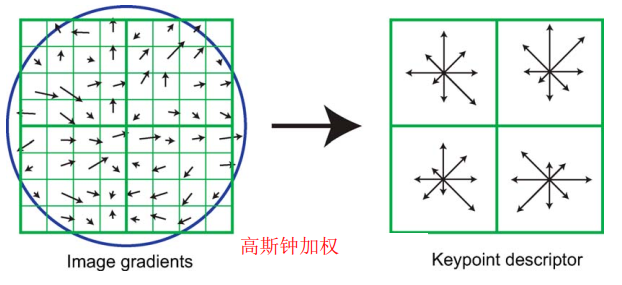 高斯钟加权
Image gradients
Keypoint descriptor